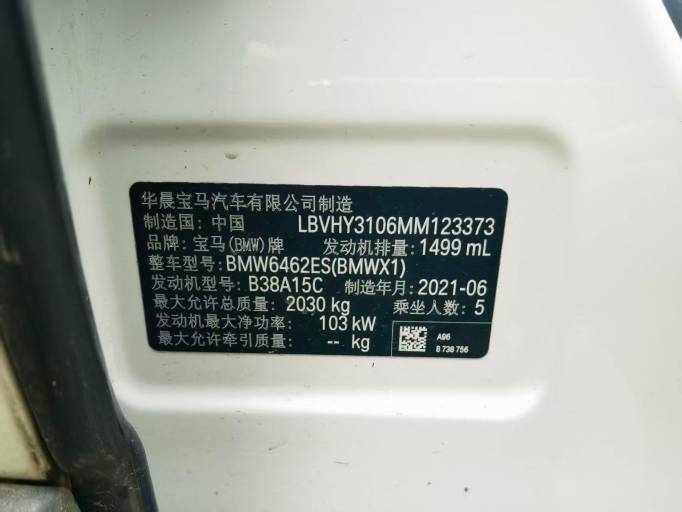 华晨宝马汽车有限公司制造
制造国: 中国 LBVHY3106MM123373
品牌: 宝马(BMW)牌 发动机排量: 1499 mL
整车型号: BMW6462ES(BMWX1)
发动机型号: B38A15C 制造年月: 2021-06
最大允许总质量: 2030 kg 乘坐人数: 5
发动机最大净功率: 103 kW
最大允许牵引质量: -- kg
A96
8 738 756